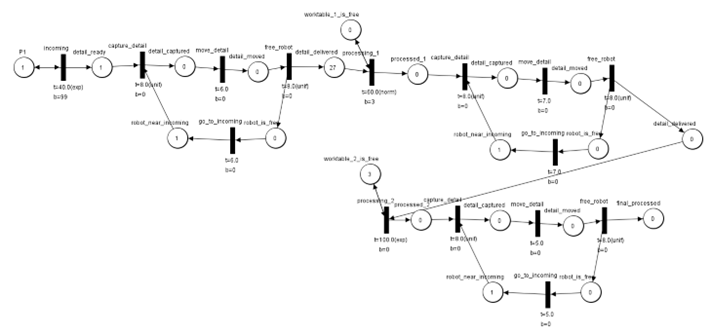 worktable_1_is_free
0
P1
incoming
detail_ready
capture_detail
detail_captured
move_detail
detail_moved
free_robot
detail_delivered
processing_1
processed_1
capture_detail
detail_captured
move_detail
detail_moved
free_robot
1
1
0
0
27
0
0
0
t=40.0(exp)
b=99
t=8.0(unif)
b=0
t=6.0
b=0
t=8.0(unif)
b=0
t=60.0(norm)
b=3
t=8.0(unif)
b=0
t=7.0
b=0
t=8.0(unif)
b=0
robot_near_incoming
go_to_incoming
robot_is_free
1
0
t=6.0
b=0
robot_near_incoming
go_to_incoming
robot_is_free
1
0
t=7.0
b=0
detail_delivered
0
worktable_2_is_free
3
processing_2
processed_2
capture_detail
detail_captured
move_detail
detail_moved
free_robot
final_processed
0
0
0
0
t=100.0(exp)
b=0
t=8.0(unif)
b=0
t=5.0
b=0
t=8.0(unif)
b=0
robot_near_incoming
go_to_incoming
robot_is_free
1
0
t=5.0
b=0